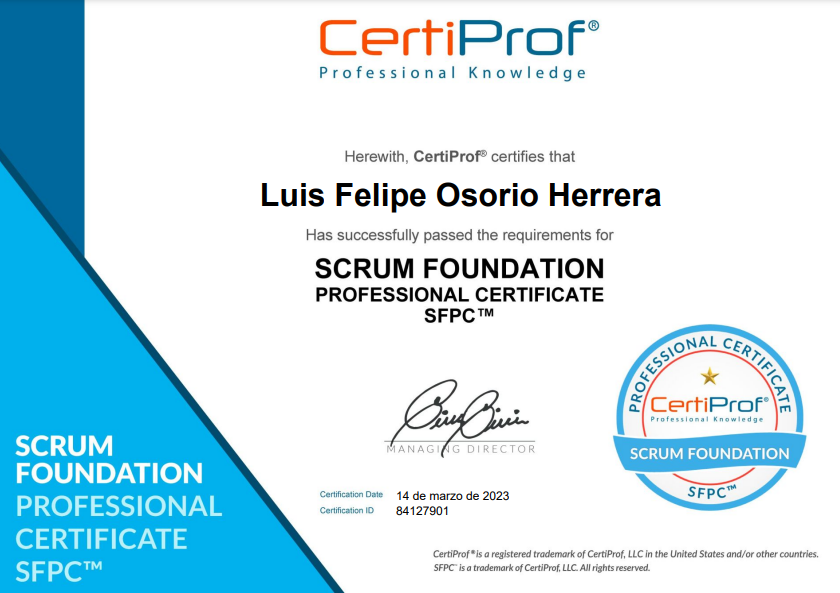 CertiProf®
Professional Knowledge
Herewith, CertiProf® certifies that
Luis Felipe Osorio Herrera
Has successfully passed the requirements for
SCRUM FOUNDATION
PROFESSIONAL CERTIFICATE
SFPC™
MANAGING DIRECTOR
Certification Date 14 de marzo de 2023
Certification ID 84127901
SCRUM
FOUNDATION
PROFESSIONAL
CERTIFICATE
SFPC™
PROFESSIONAL CERTIFICATE
CertiProf®
Professional Knowledge
SCRUM FOUNDATION
SFPC™
CertiProf® is a registered trademark of CertiProf, LLC in the United States and/or other countries.
SFPC™ is a trademark of CertiProf, LLC. All rights reserved.